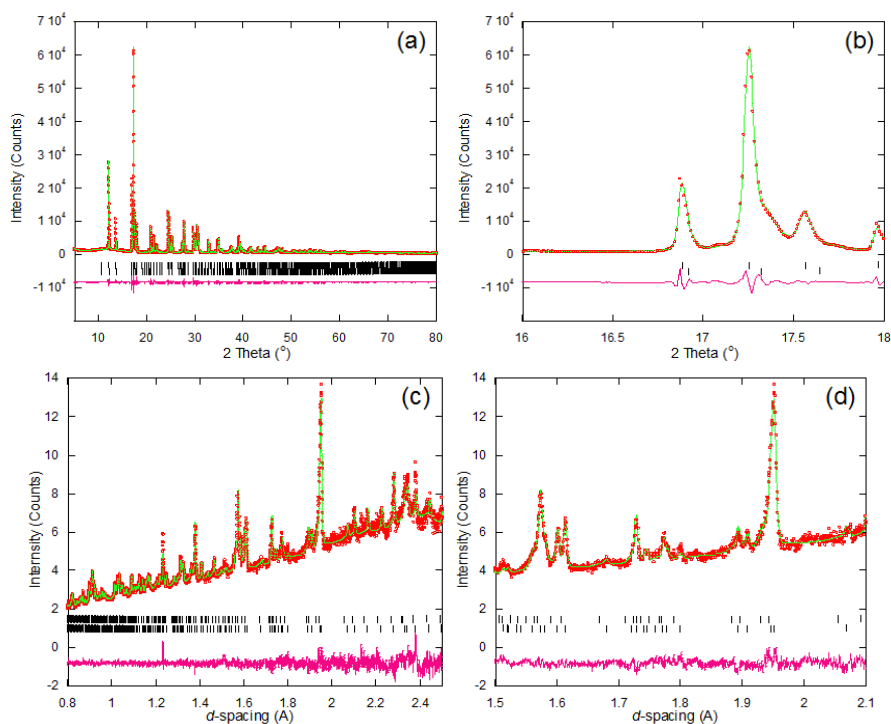 (a)
Intensity (Counts)
7 10⁴
6 10⁴
5 10⁴
4 10⁴
3 10⁴
2 10⁴
1 10⁴
0
-1 10⁴
10 20 30 40 50 60 70 80
2 Theta (°)
(b)
Intensity (Counts)
7 10⁴
6 10⁴
5 10⁴
4 10⁴
3 10⁴
2 10⁴
1 10⁴
0
-1 10⁴
16 16.5 17 17.5 18
2 Theta (°)
(c)
Intensity (Counts)
14
12
10
8
6
4
2
0
-2
0.8 1 1.2 1.4 1.6 1.8 2 2.2 2.4
d-spacing (A)
(d)
Intensity (Counts)
14
12
10
8
6
4
2
0
-2
1.5 1.6 1.7 1.8 1.9 2 2.1
d-spacing (A)